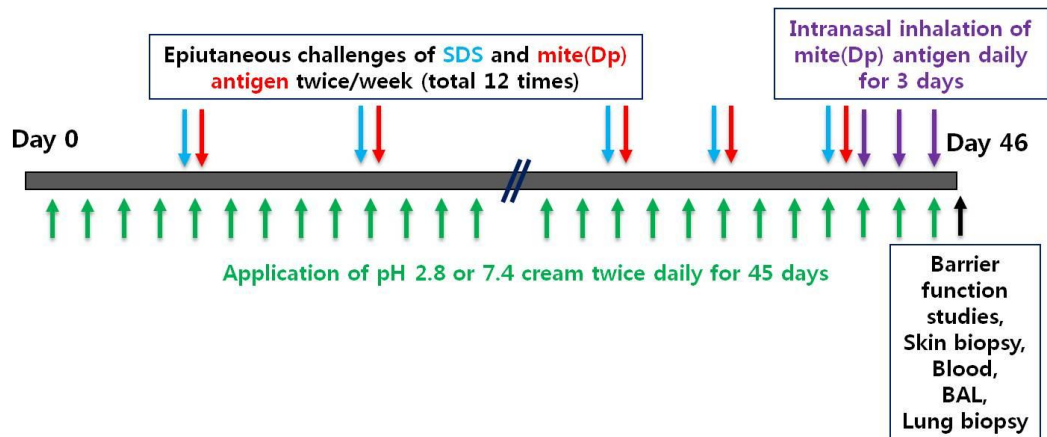 Epiutaneous challenges of SDS and mite(Dp)
antigen twice/week (total 12 times)
Intranasal inhalation of
mite(Dp) antigen daily
for 3 days
Day 0
Day 46
Application of pH 2.8 or 7.4 cream twice daily for 45 days
Barrier
function
studies,
Skin biopsy,
Blood,
BAL,
Lung biopsy